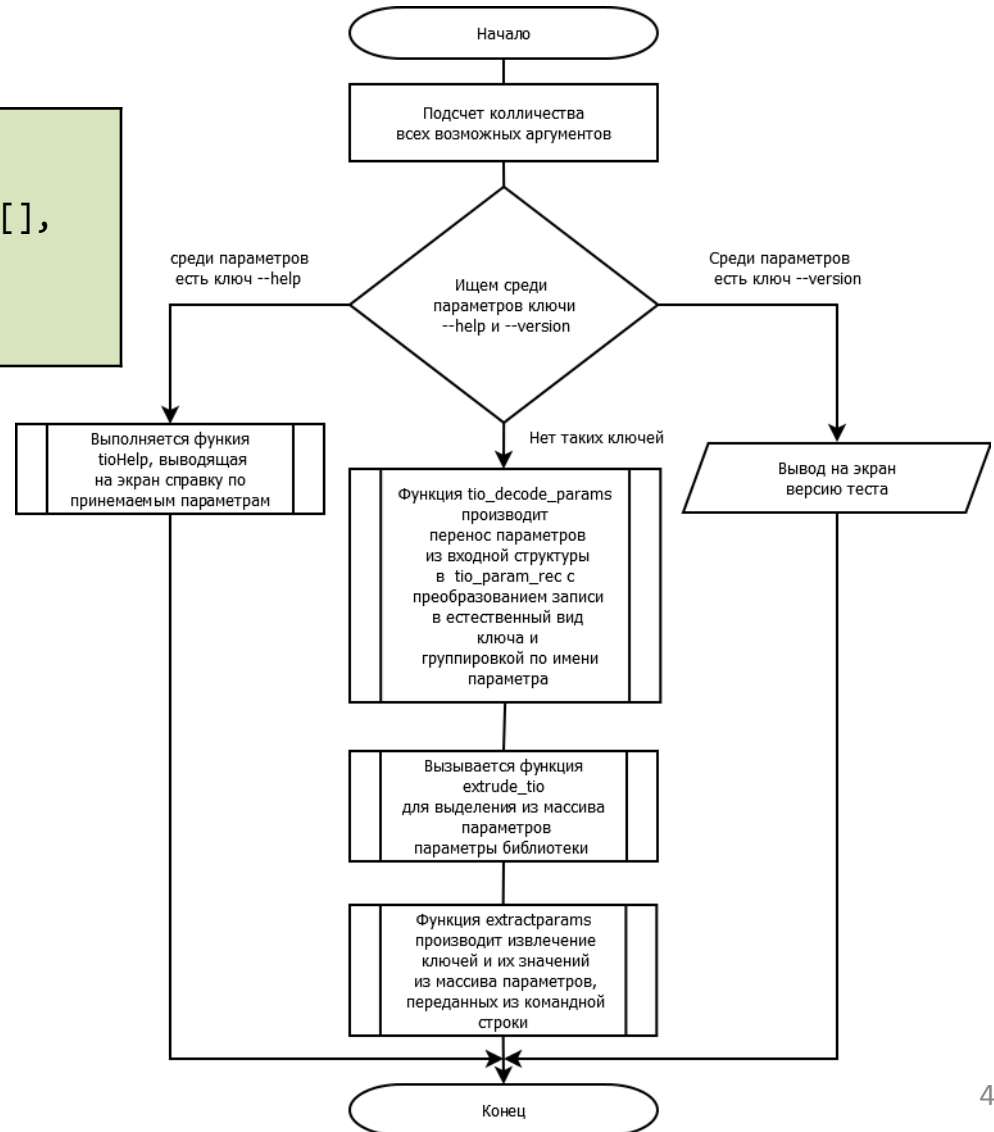 Начало
Подсчет колличества
всех возможных аргументов
[],
среди параметров
есть ключ --help
Ищем среди
параметров ключи
--help и --version
Среди параметров
есть ключ --version
Выполняется функия
tioHelp, выводящая
на экран справку по
принемаемым параметрам
Нет таких ключей
Вывод на экран
версию теста
Функция tio_decode_params
производит
перенос параметров
из входной структуры
в tio_param_rec с
преобразованием записи
в естественный вид
ключа и
группировкой по имени
параметра
Вызывается функция
extrude_tio
для выделения из массива
параметров
параметры библиотеки
Функция extractparams
производит извлечение
ключей и их значений
из массива параметров,
переданных из командной
строки
Конец
4